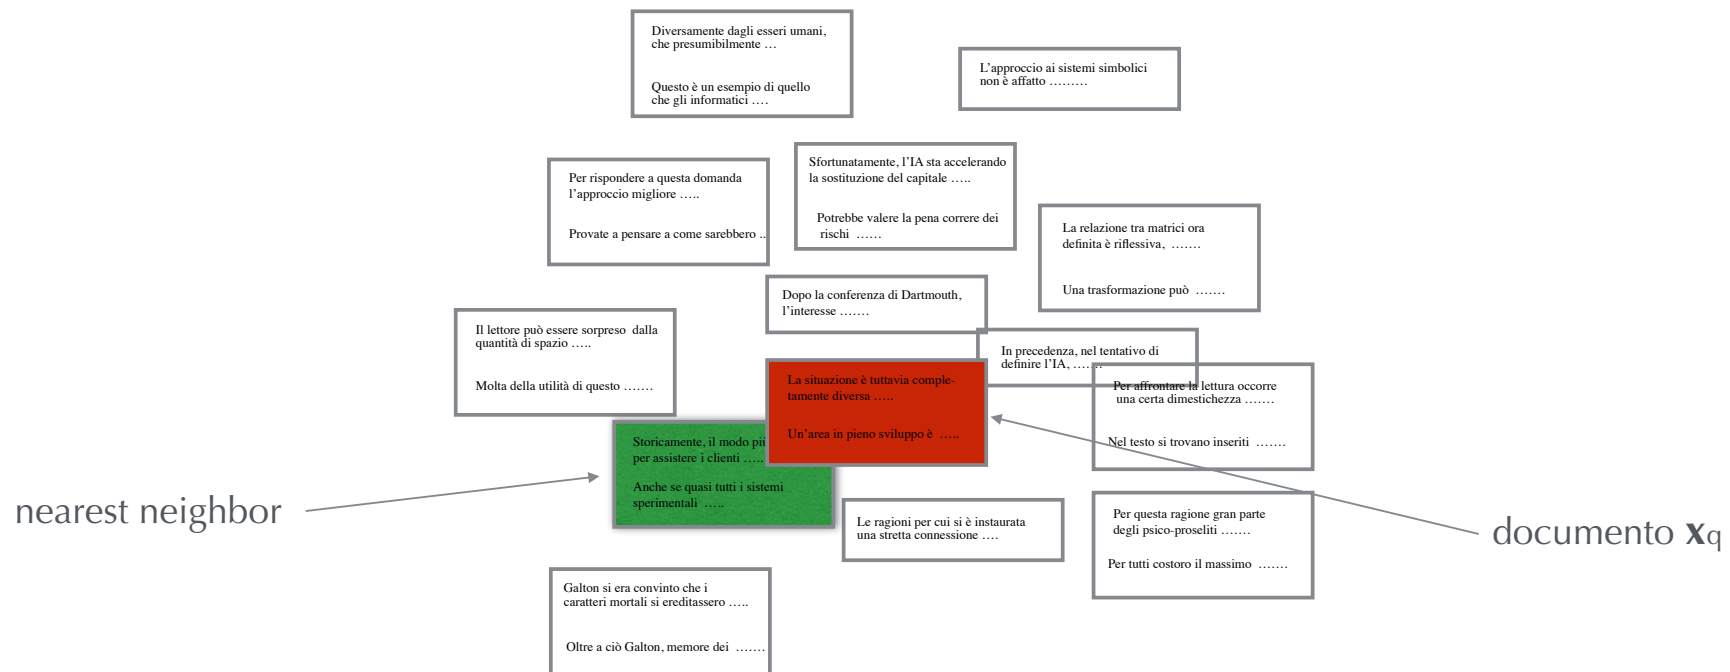 Diversamente dagli esseri umani,
che presumibilmente …
Questo è un esempio di quello
che gli informatici ….
L’approccio ai sistemi simbolici
non è affatto ………
Per rispondere a questa domanda
l’approccio migliore …..
Provate a pensare a come sarebbero ..
Sfortunatamente, l’IA sta accelerando
la sostituzione del capitale …..
Potrebbe valere la pena correre dei
rischi ……
La relazione tra matrici ora
definita è riflessiva, …….
Una trasformazione può …….
Dopo la conferenza di Dartmouth,
l’interesse …….
Il lettore può essere sorpreso dalla
quantità di spazio …..
Molta della utilità di questo …….
In precedenza, nel tentativo di
definire l’IA, …….
La situazione è tuttavia comple-
tamente diversa …..
Un’area in pieno sviluppo è …..
Per affrontare la lettura occorre
una certa dimestichezza …….
Nel testo si trovano inseriti …….
Storicamente, il modo più
per assistere i clienti …..
Anche se quasi tutti i sistemi
sperimentali …..
nearest neighbor
Le ragioni per cui si è instaurata
una stretta connessione ….
Per questa ragione gran parte
degli psico-proseliti …….
Per tutti costoro il massimo …….
documento xq
Galton si era convinto che i
caratteri mortali si ereditassero …..
Oltre a ciò Galton, memore dei …….